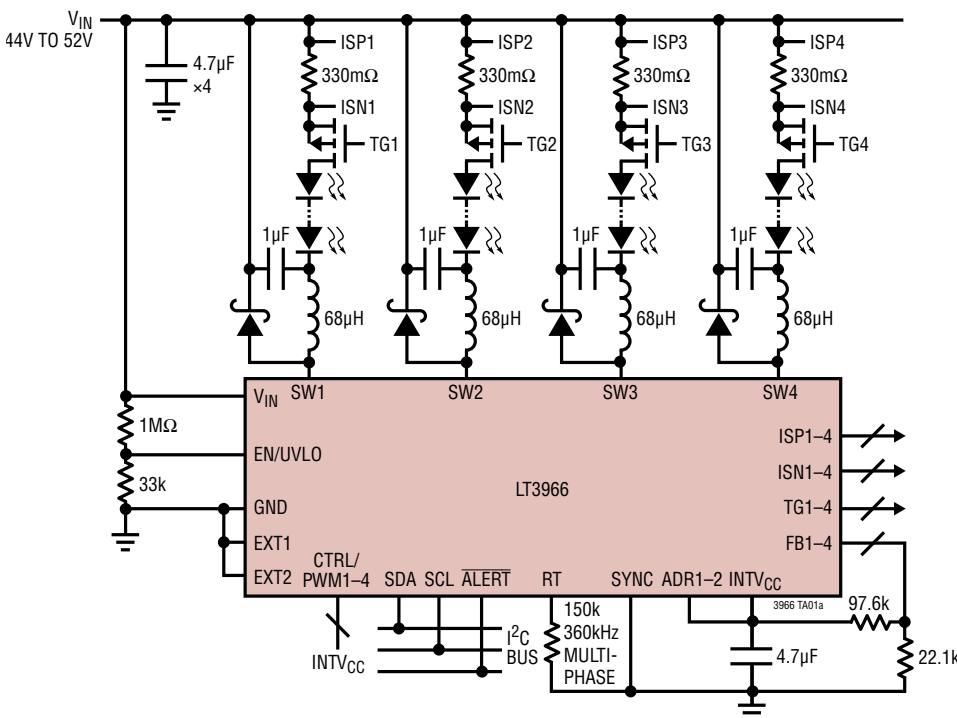 VIN
44V TO 52V
4.7µF
×4
ISP1
330mΩ
ISN1
TG1
1µF
68µH
ISP2
330mΩ
ISN2
TG2
1µF
68µH
ISP3
330mΩ
ISN3
TG3
1µF
68µH
ISP4
330mΩ
ISN4
TG4
1µF
68µH
SW1
SW2
SW3
SW4
VIN
1MΩ
EN/UVLO
33k
GND
EXT1
EXT2
LT3966
ISP1–4
ISN1–4
TG1–4
FB1–4
CTRL/
PWM1–4
SDA
SCL
ALERT
RT
SYNC
ADR1–2
INTVCC
3966 TA01a
INTVCC
I2C
BUS
150k
360kHz
MULTI-
PHASE
4.7µF
97.6k
22.1k